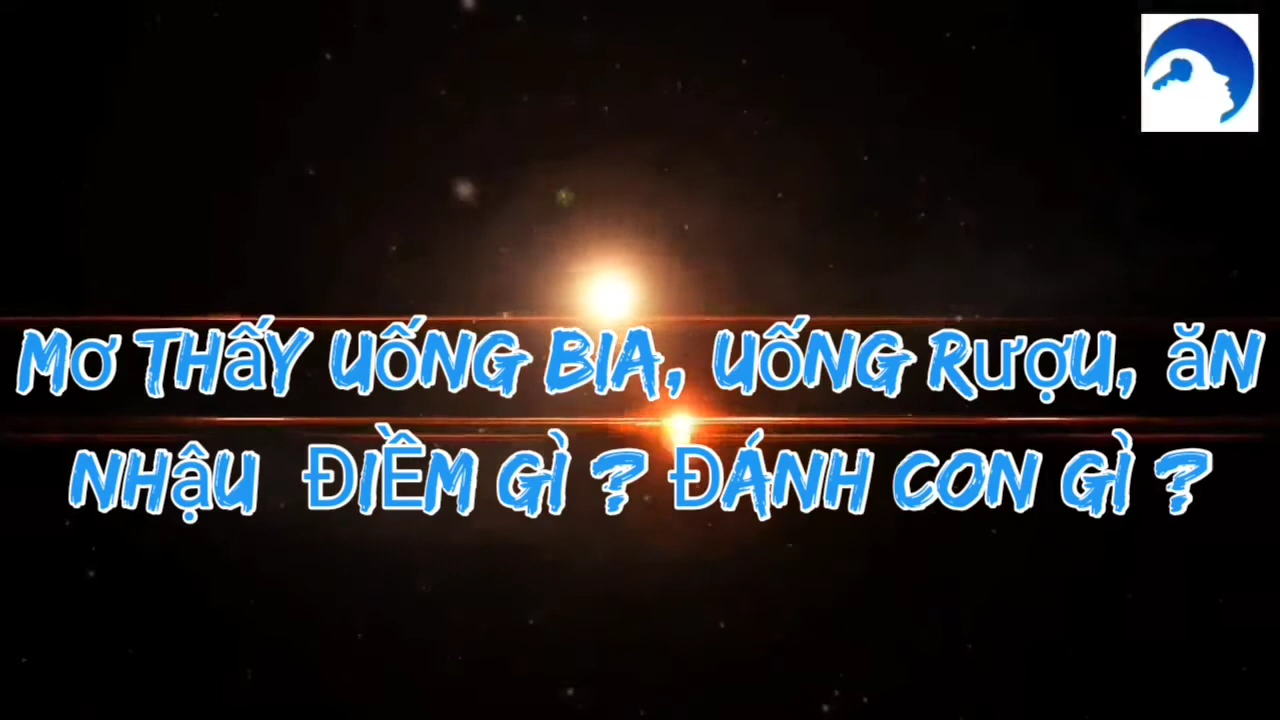 Mơ THấY UốNG BIA, UốNG RượU, ăN
NHậU ĐIỀM GÌ ? ĐÁNH CON GÌ ?